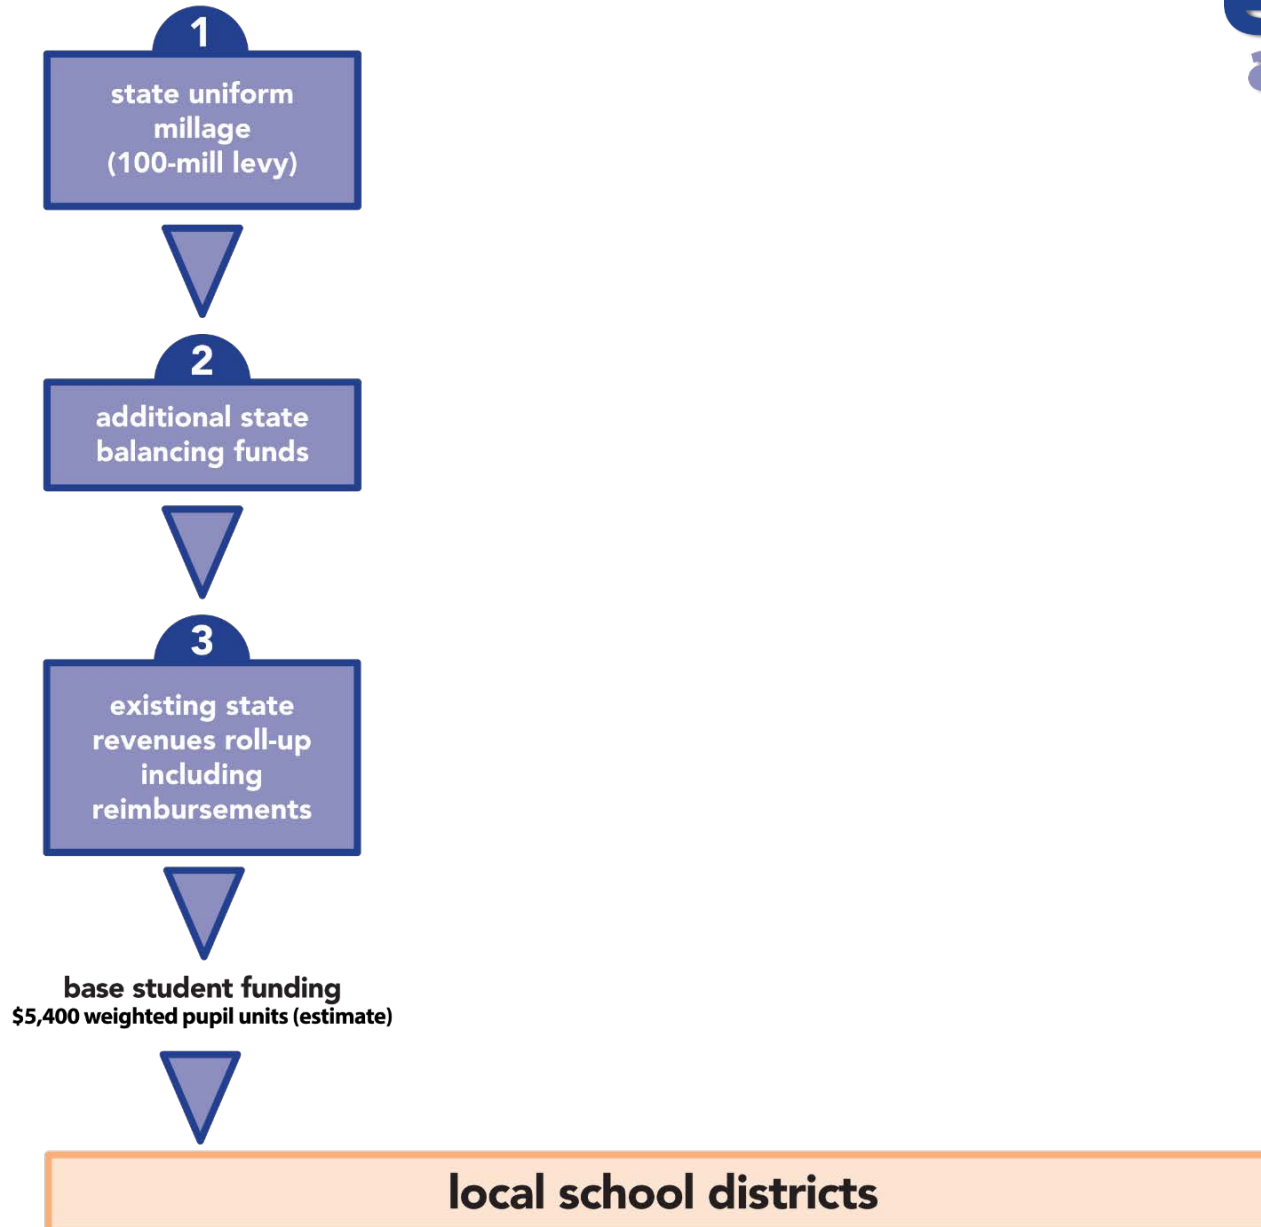 1
state uniform
millage
(100-mill levy)
2
additional state
balancing funds
3
existing state
revenues roll-up
including
reimbursements
base student funding
$5,400 weighted pupil units (estimate)
local school districts